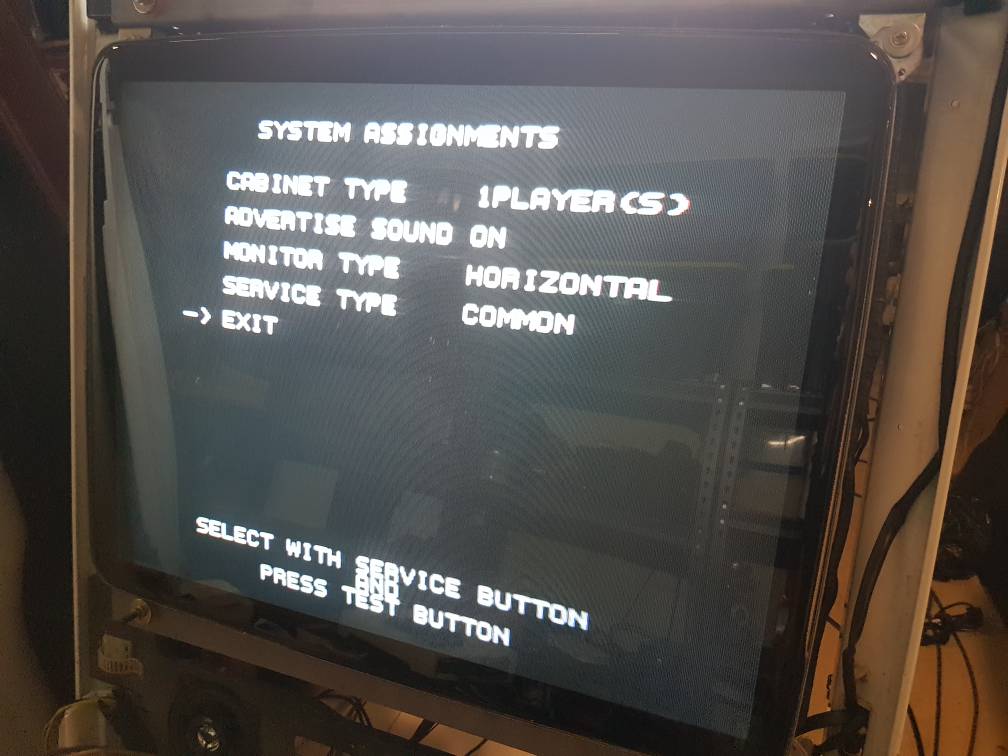 SYSTEM ASSIGNMENTS
CABINET TYPE 1PLAYER(S)
ADVERTISE SOUND ON
MONITOR TYPE HORIZONTAL
SERVICE TYPE COMMON
-> EXIT
SELECT WITH SERVICE BUTTON
AND
PRESS TEST BUTTON